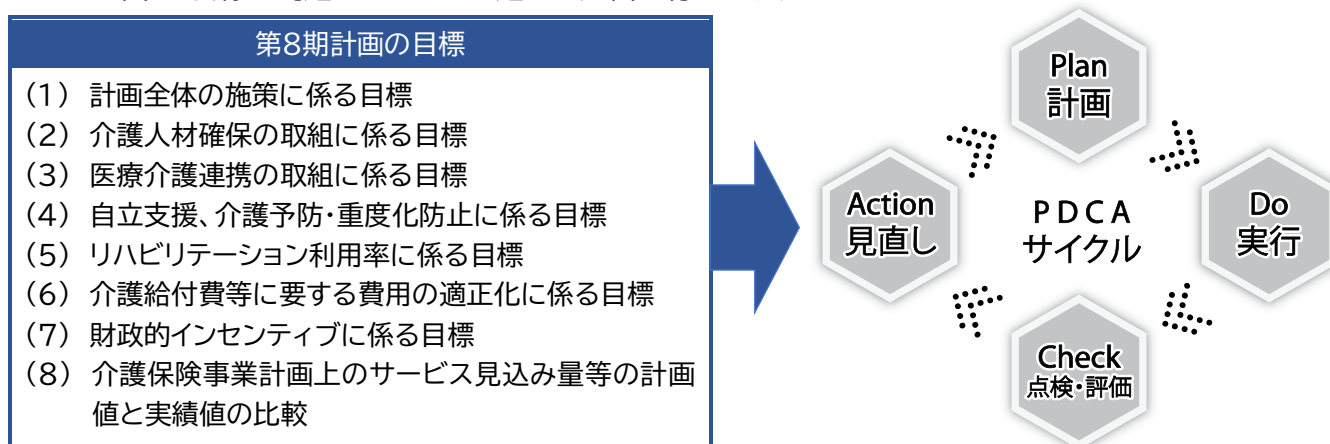 第8期計画の目標
(1) 計画全体の施策に係る目標
(2) 介護人材確保の取組に係る目標
(3) 医療介護連携の取組に係る目標
(4) 自立支援、介護予防・重度化防止に係る目標
(5) リハビリテーション利用率に係る目標
(6) 介護給付費等に要する費用の適正化に係る目標
(7) 財政的インセンティブに係る目標
(8) 介護保険事業計画上のサービス見込み量等の計画
値と実績値の比較
Plan
計画
Action
見直し
PDCA
サイクル
Do
実行
Check
点検・評価